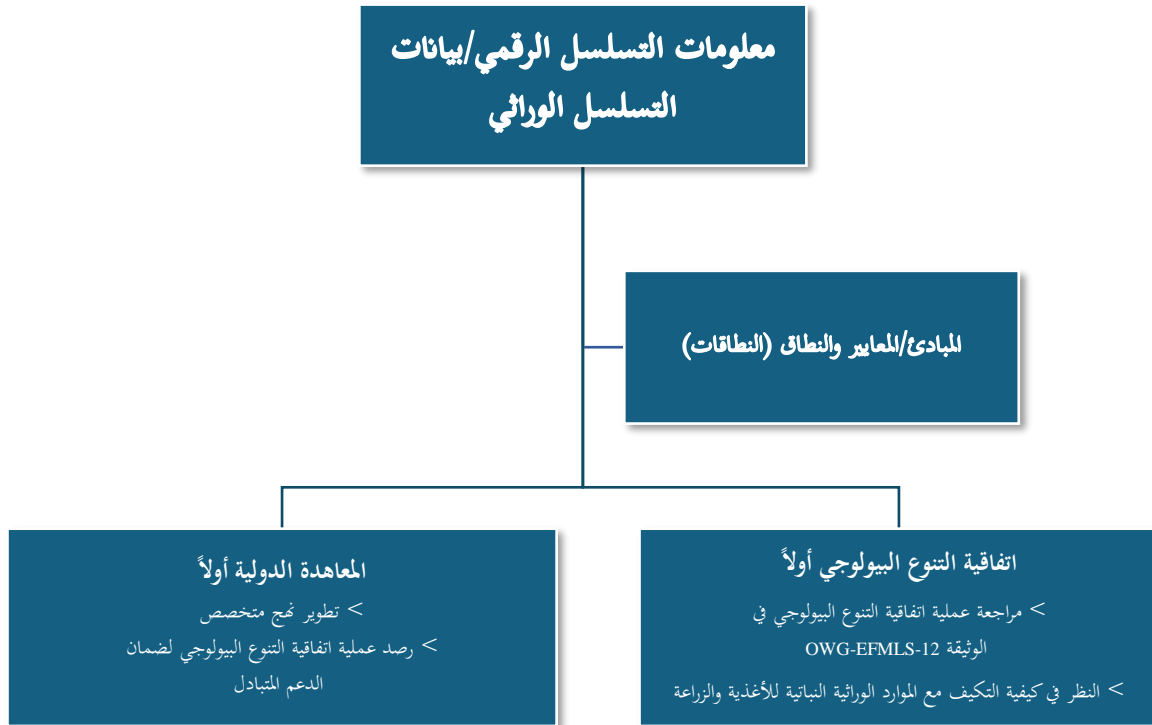 معلومات التسلسل الرقمي/بيانات
التسلسل الوراثي
المبادئ/المعايير والنطاق (النطاقات)
اتفاقية التنوع البيولوجي أولاً
> مراجعة عملية اتفاقية التنوع البيولوجي في
الوثيقة OWG-EFMLS-12
> النظر في كيفية التكيف مع الموارد الوراثية النباتية للأغذية والزراعة
المعاهدة الدولية أولاً
> تطوير نهج متخصص
> رصد عملية اتفاقية التنوع البيولوجي لضمان
الدعم المتبادل